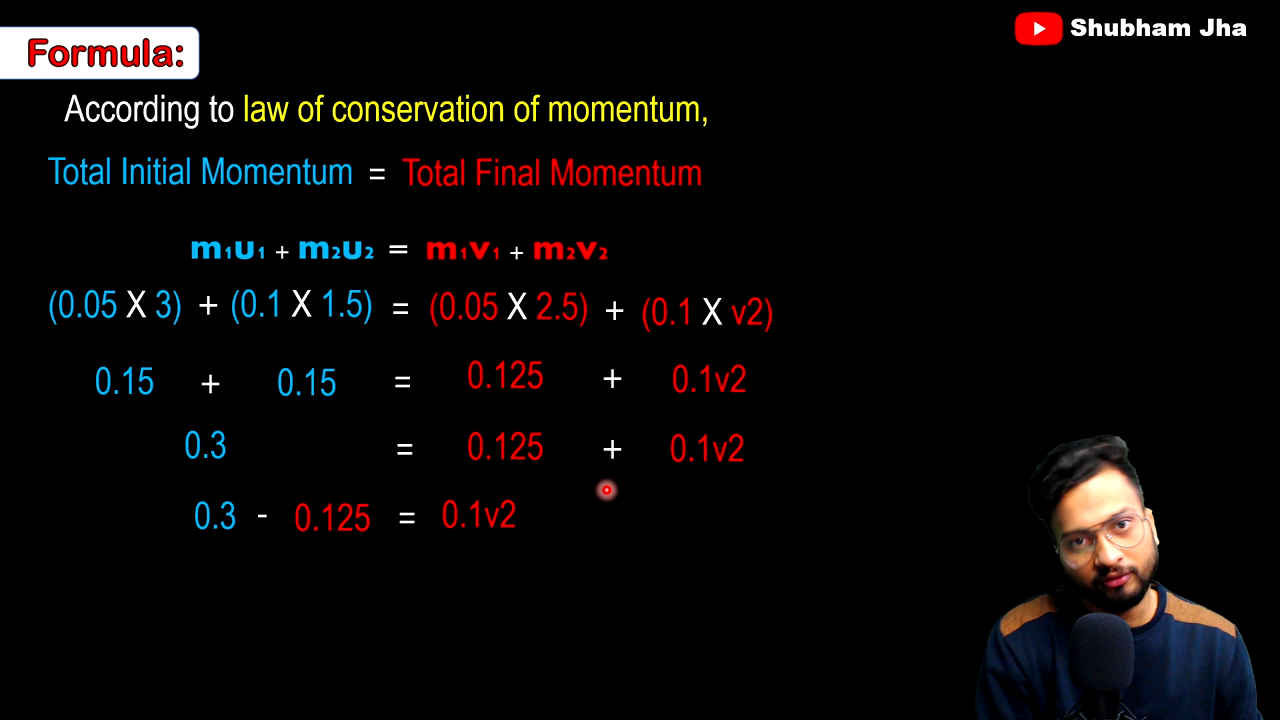 Shubham Jha
Formula:
According to law of conservation of momentum,
Total Initial Momentum = Total Final Momentum
m₁u₁ + m₂u₂ = m₁v₁ + m₂v₂
(0.05 X 3) + (0.1 X 1.5) = (0.05 X 2.5) + (0.1 X v2)
0.15 + 0.15 = 0.125 + 0.1v2
0.3 = 0.125 + 0.1v2
0.3 - 0.125 = 0.1v2